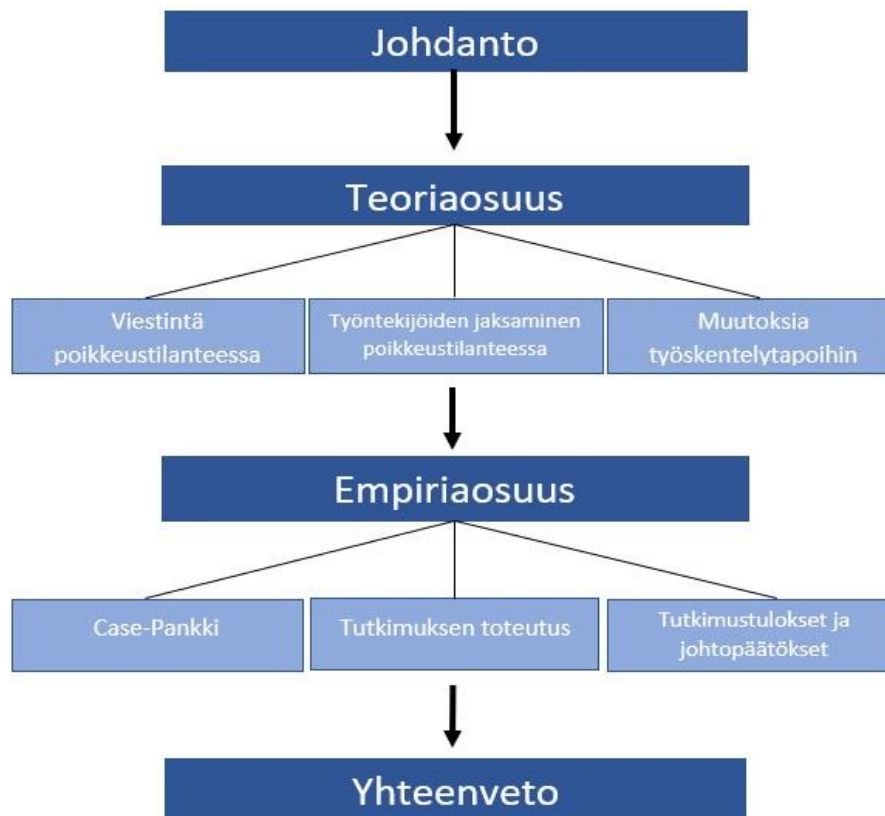 Johdanto
Teoriaosuus
Viestintä
poikkeustilanteessa
Työntekijöiden jaksaminen
poikkeustilanteessa
Muutoksia
työskentelytapoihin
Empiriaosuus
Case-Pankki
Tutkimuksen toteutus
Tutkimustulokset ja
johtopäätökset
Yhteenveto